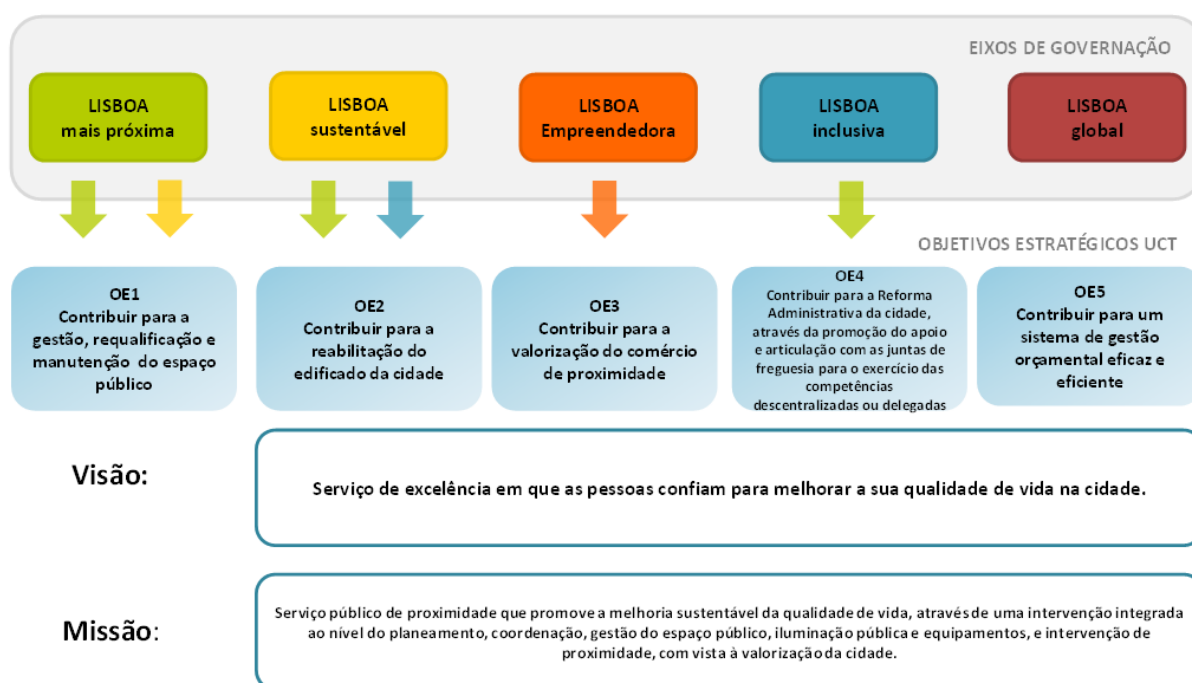 EIXOS DE GOVERNAÇÃO
LISBOA
mais próxima
LISBOA
sustentável
LISBOA
Empreendedora
LISBOA
inclusiva
LISBOA
global
OBJETIVOS ESTRATÉGICOS UCT
OE1
Contribuir para a
gestão, requalificação e
manutenção do espaço
público
OE2
Contribuir para a
reabilitação do
edificado da cidade
OE3
Contribuir para a
valorização do comércio
de proximidade
OE4
Contribuir para a Reforma
Administrativa da cidade,
através da promoção do apoio
e articulação com as juntas de
freguesia para o exercício das
competências
descentralizadas ou delegadas
OE5
Contribuir para um
sistema de gestão
orçamental eficaz e
eficiente
Visão:
Serviço de excelência em que as pessoas confiam para melhorar a sua qualidade de vida na cidade.
Missão:
Serviço público de proximidade que promove a melhoria sustentável da qualidade de vida, através de uma intervenção integrada
ao nível do planeamento, coordenação, gestão do espaço público, iluminação pública e equipamentos, e intervenção de
proximidade, com vista à valorização da cidade.